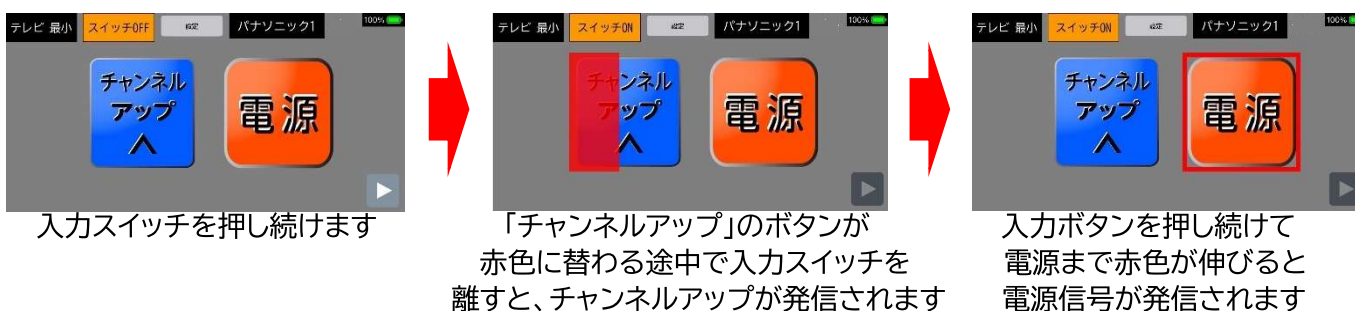 テレビ 最小 スイッチOFF 設定 パナソニック1 100%
チャンネル
アップ
へ
電源
テレビ 最小 スイッチON 設定 パナソニック1 100%
チャンネル
アップ
へ
電源
テレビ 最小 スイッチON 設定 パナソニック1 100%
チャンネル
アップ
へ
電源
入力スイッチを押し続けます
「チャンネルアップ」のボタンが
赤色に替わる途中で入力スイッチを
離すと、チャンネルアップが発信されます
入力ボタンを押し続けて
電源まで赤色が伸びると
電源信号が発信されます